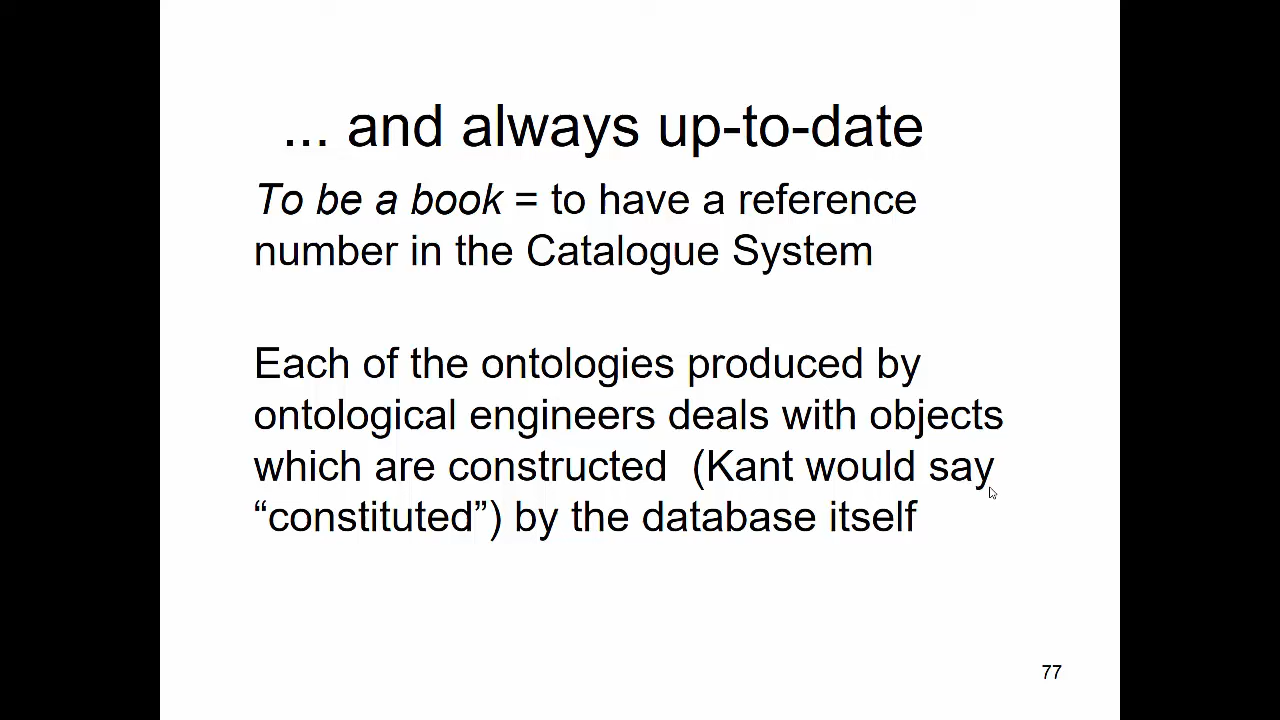 ... and always up-to-date
To be a book = to have a reference
number in the Catalogue System
Each of the ontologies produced by
ontological engineers deals with objects
which are constructed  (Kant would say
“constituted”) by the database itself
77